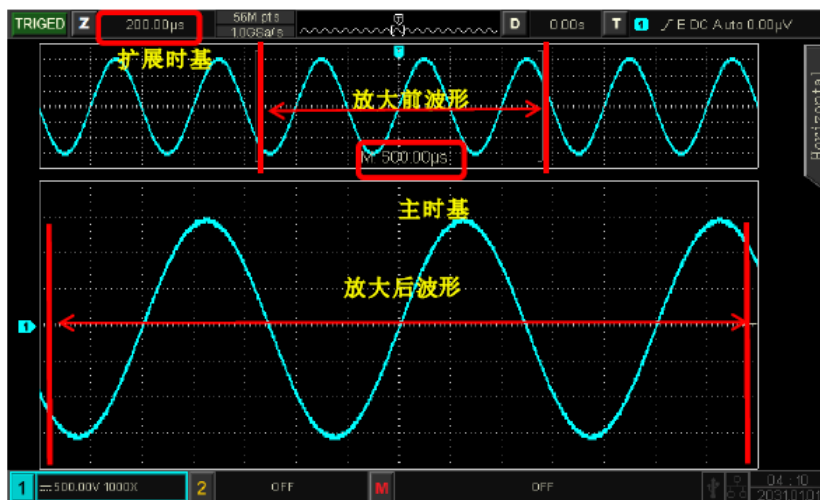 TRIGED Z 200.00μs 56M pts D 0.00s T 1 E DC Auto 0.00μV
10GSa/s
扩展时基
放大前波形
M: 500.00μs
Horizontal
主时基
放大后波形
1
1 500.00V 1000X 2 OFF M OFF 04:10